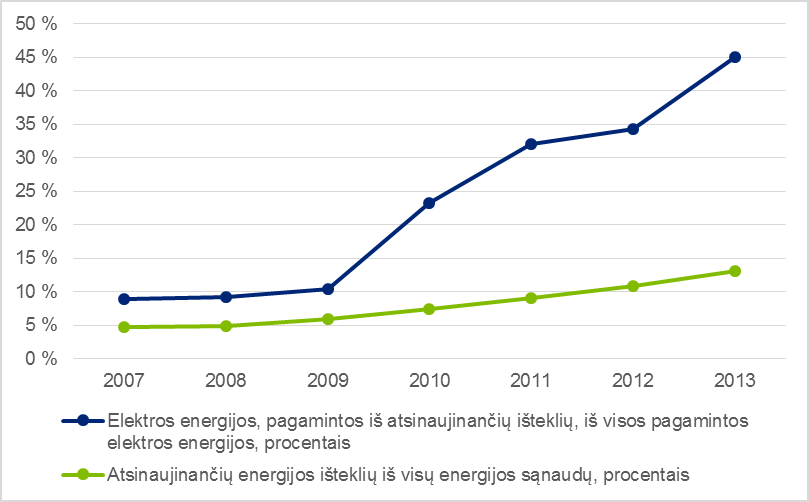 50 %
45 %
40 %
35 %
30 %
25 %
20 %
15 %
10 %
5 %
0 %
2007 2008 2009 2010 2011 2012 2013
Elektros energijos, pagamintos iš atsinaujinančių išteklių, iš visos pagamintos
elektros energijos, procentais
Atsinaujinančių energijos išteklių iš visų energijos sąnaudų, procentais